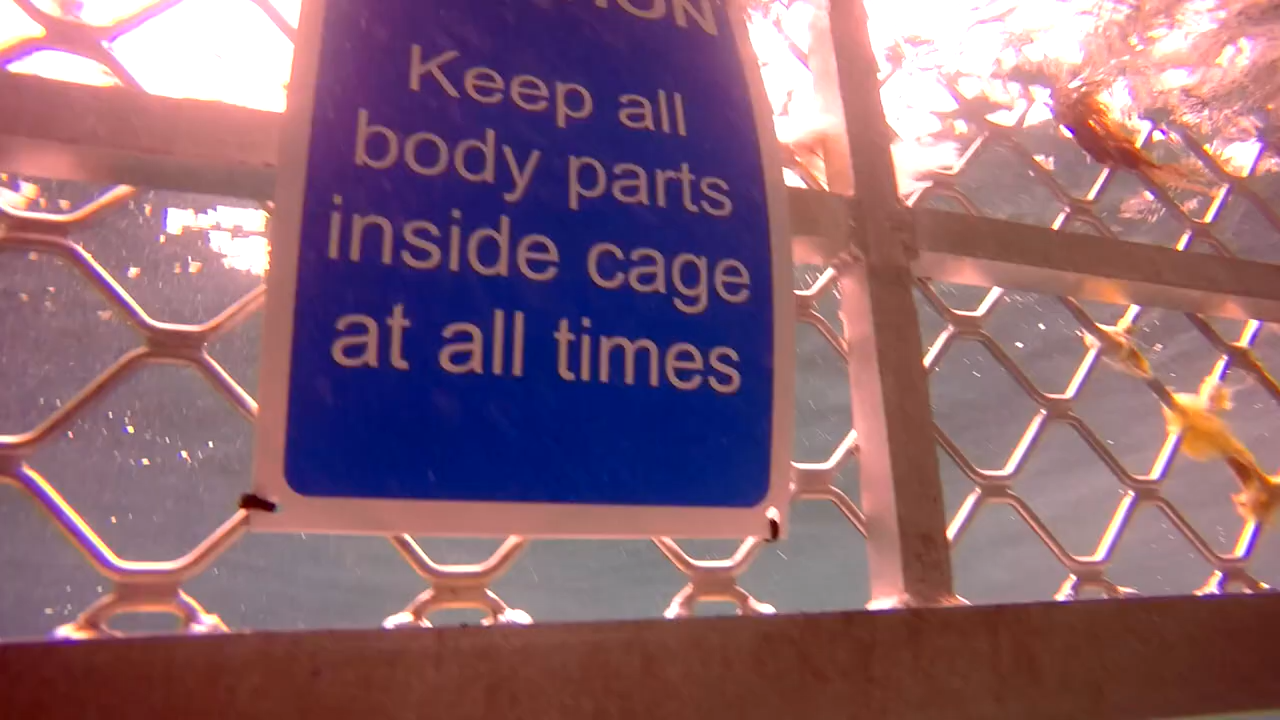 Keep all
body parts
inside cage
at all times